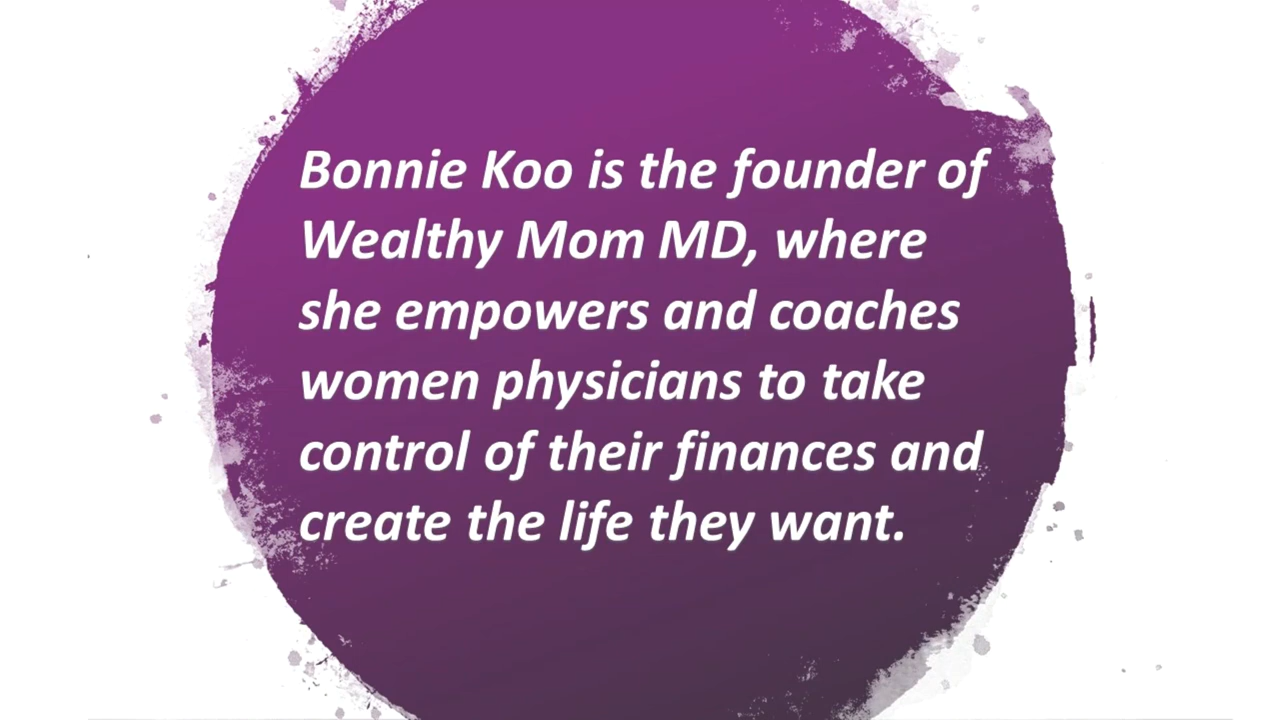 Bonnie Koo is the founder of
Wealthy Mom MD, where
she empowers and coaches
women physicians to take
control of their finances and
create the life they want.